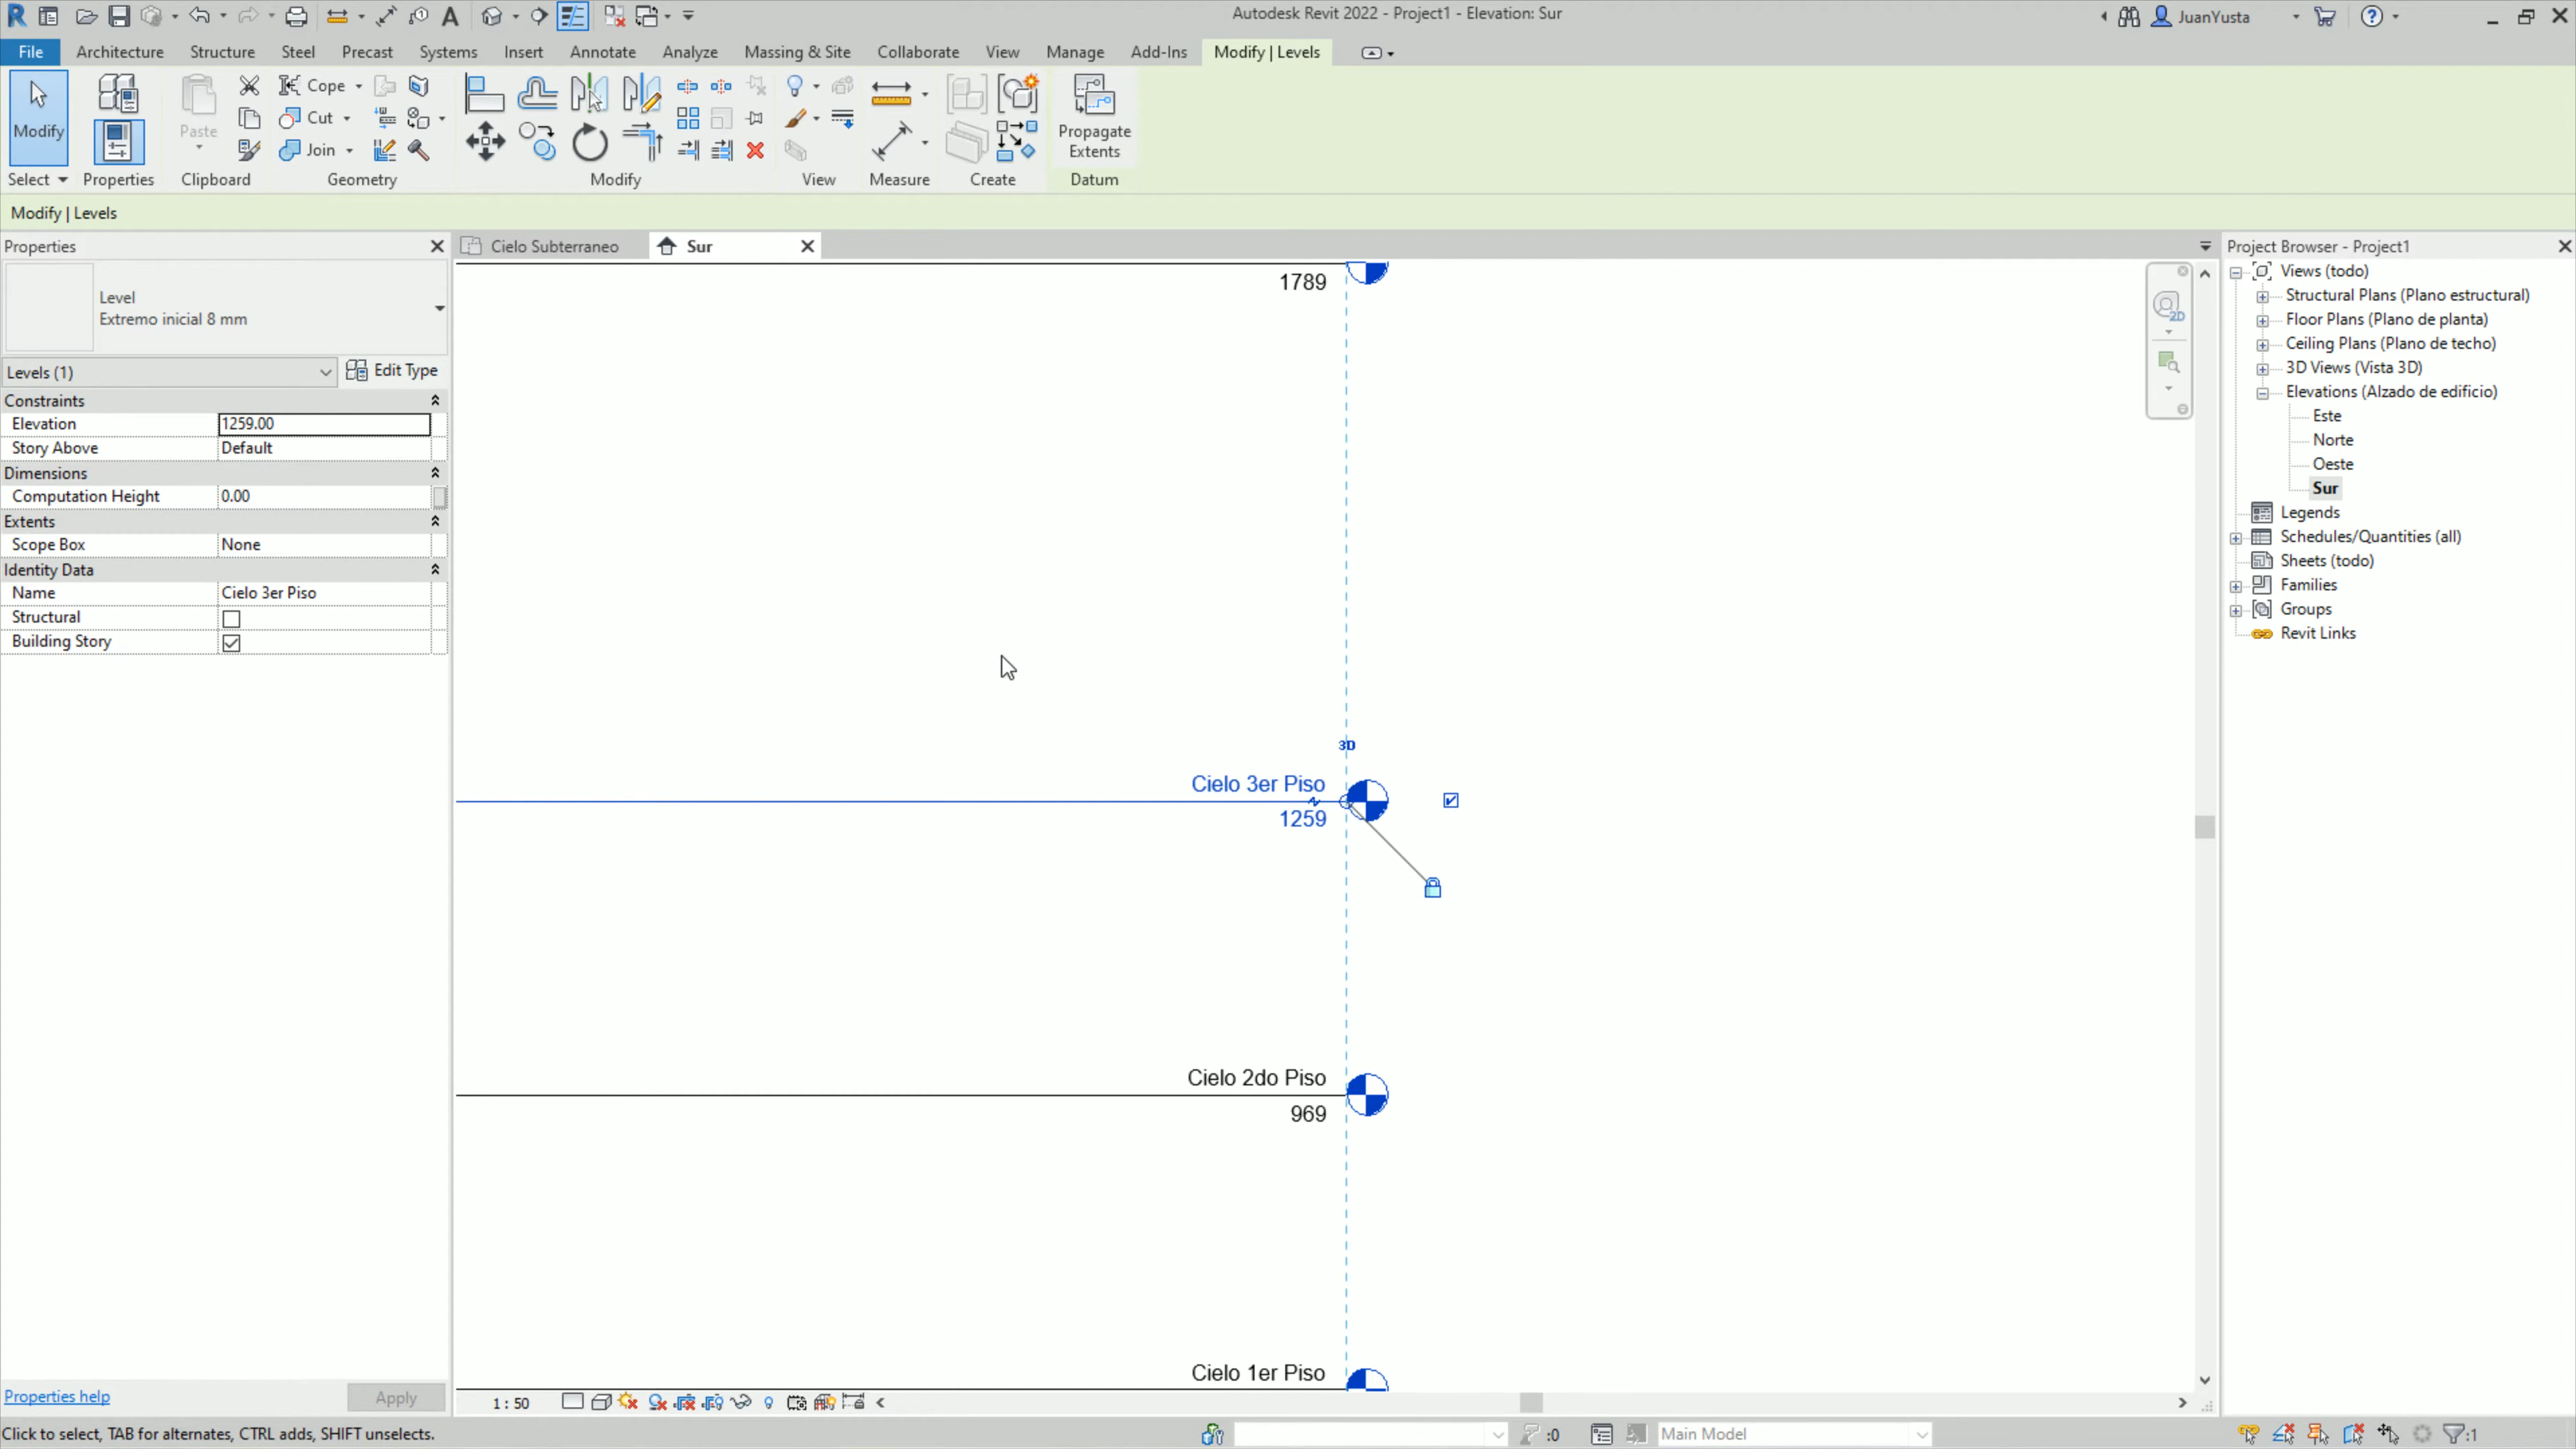 Autodesk Revit 2022 - Project1 - Elevation: Sur
JuanYusta
File Architecture Structure Steel Precast Systems Insert Annotate Analyze Massing & Site Collaborate View Manage Add-Ins Modify | Levels
Modify
Paste
Cope
Cut
Join
Propagate
Extents
Select Properties Clipboard Geometry Modify View Measure Create Datum
Modify | Levels
Properties
Level
Extremo inicial 8 mm
Levels (1)
Edit Type
Constraints
Elevation 1259.00
Story Above Default
Dimensions
Computation Height 0.00
Extents
Scope Box None
Identity Data
Name Cielo 3er Piso
Structural
Building Story
Properties help
Apply
Cielo Subterraneo
Sur
1789
3D
Cielo 3er Piso
1259
Cielo 2do Piso
969
Cielo 1er Piso
2D
1 : 50
Project Browser - Project1
Views (todo)
Structural Plans (Plano estructural)
Floor Plans (Plano de planta)
Ceiling Plans (Plano de techo)
3D Views (Vista 3D)
Elevations (Alzado de edificio)
Este
Norte
Oeste
Sur
Legends
Schedules/Quantities (all)
Sheets (todo)
Families
Groups
Revit Links
Click to select, TAB for alternates, CTRL adds, SHIFT unselects.
:0
Main Model
:1